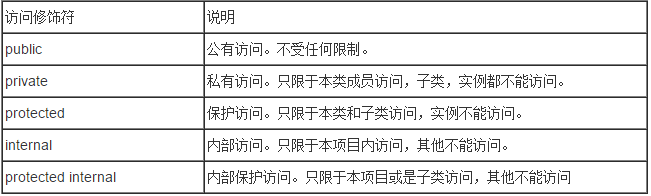 访问修饰符 说明
public 公有访问。不受任何限制。
private 私有访问。只限于本类成员访问，子类，实例都不能访问。
protected 保护访问。只限于本类和子类访问，实例不能访问。
internal 内部访问。只限于本项目内访问，其他不能访问。
protected internal 内部保护访问。只限于本项目或是子类访问，其他不能访问